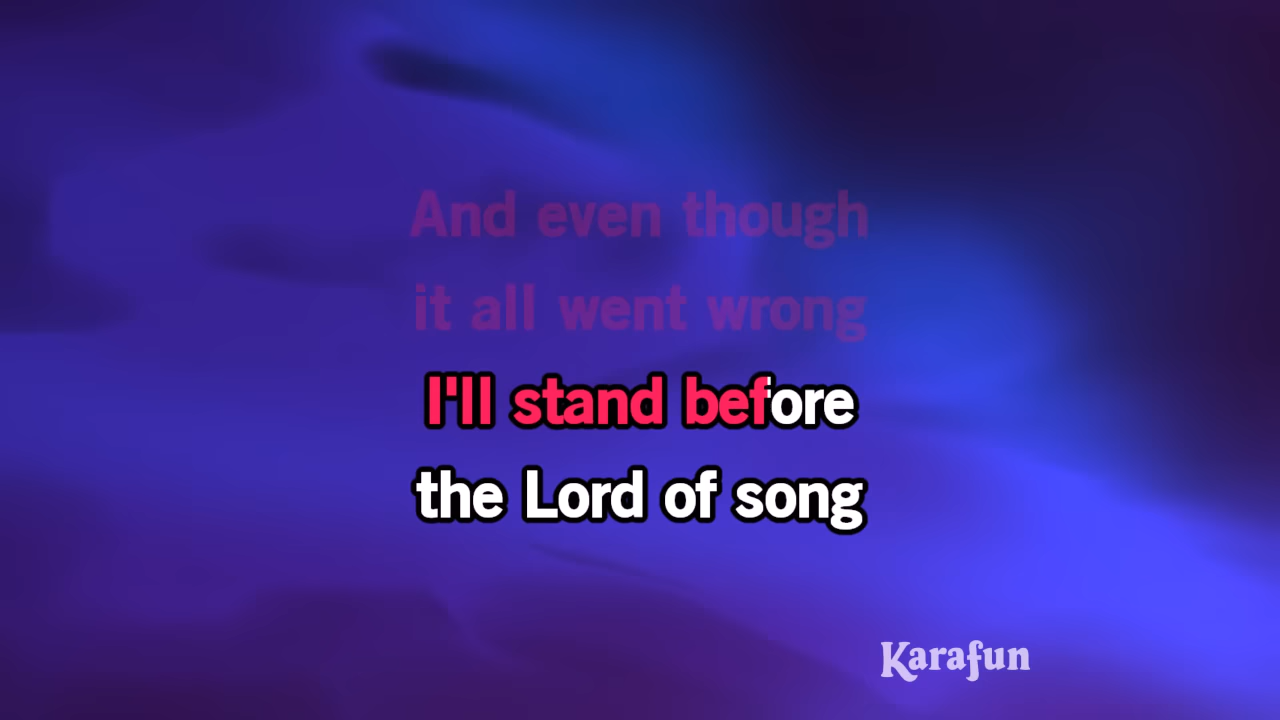 And even though
it all went wrong
I'll stand before
the Lord of song
Karafun